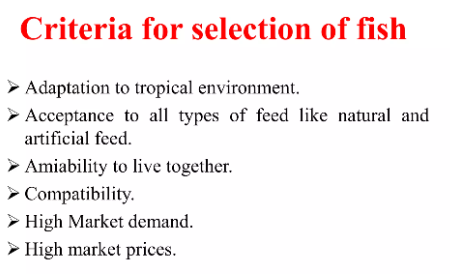 Criteria for selection of fish
➢ Adaptation to tropical environment.
➢ Acceptance to all types of feed like natural and
artificial feed.
➢ Amiability to live together.
➢ Compatibility.
➢ High Market demand.
➢ High market prices.